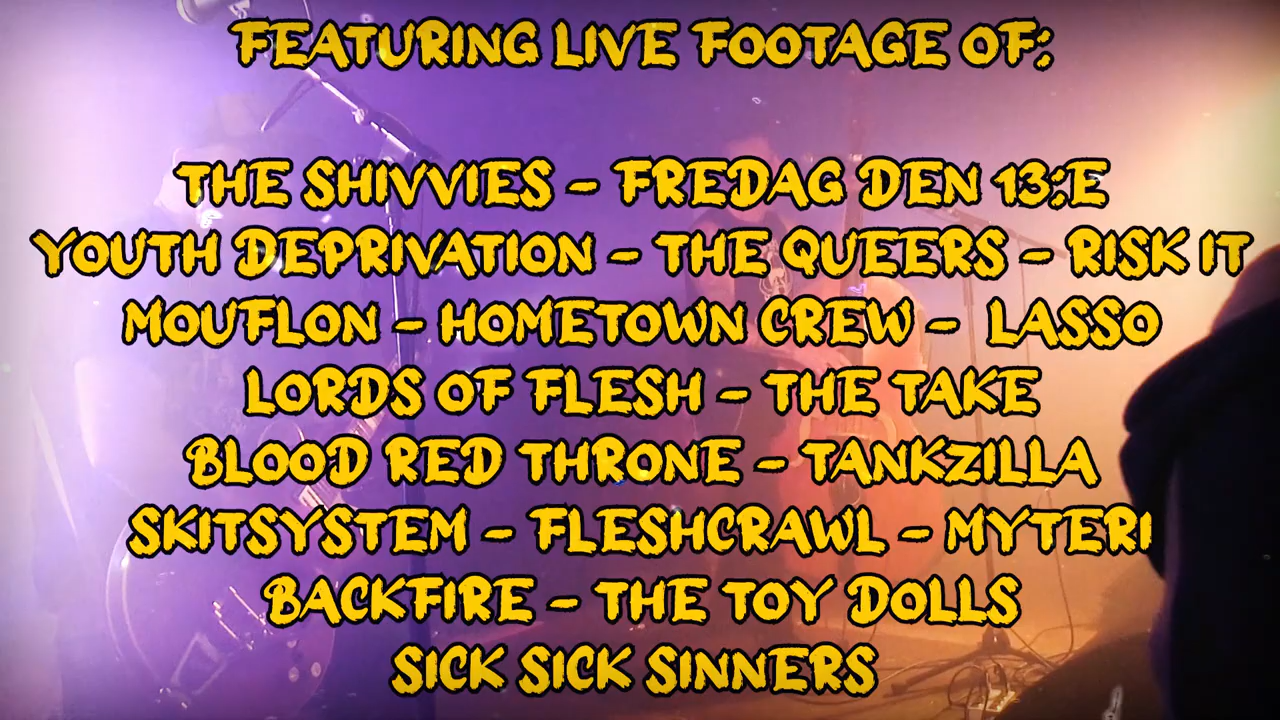 FEATURING LIVE FOOTAGE OF:
THE SHIVVIES - FREDAG DEN 13:E
YOUTH DEPRIVATION - THE QUEERS - RISK IT
MOUFLON - HOMETOWN CREW - LASSO
LORDS OF FLESH - THE TAKE
BLOOD RED THRONE - TANKZILLA
SKITSYSTEM - FLESHCRAWL - MYTERI
BACKFIRE - THE TOY DOLLS
SICK SICK SINNERS